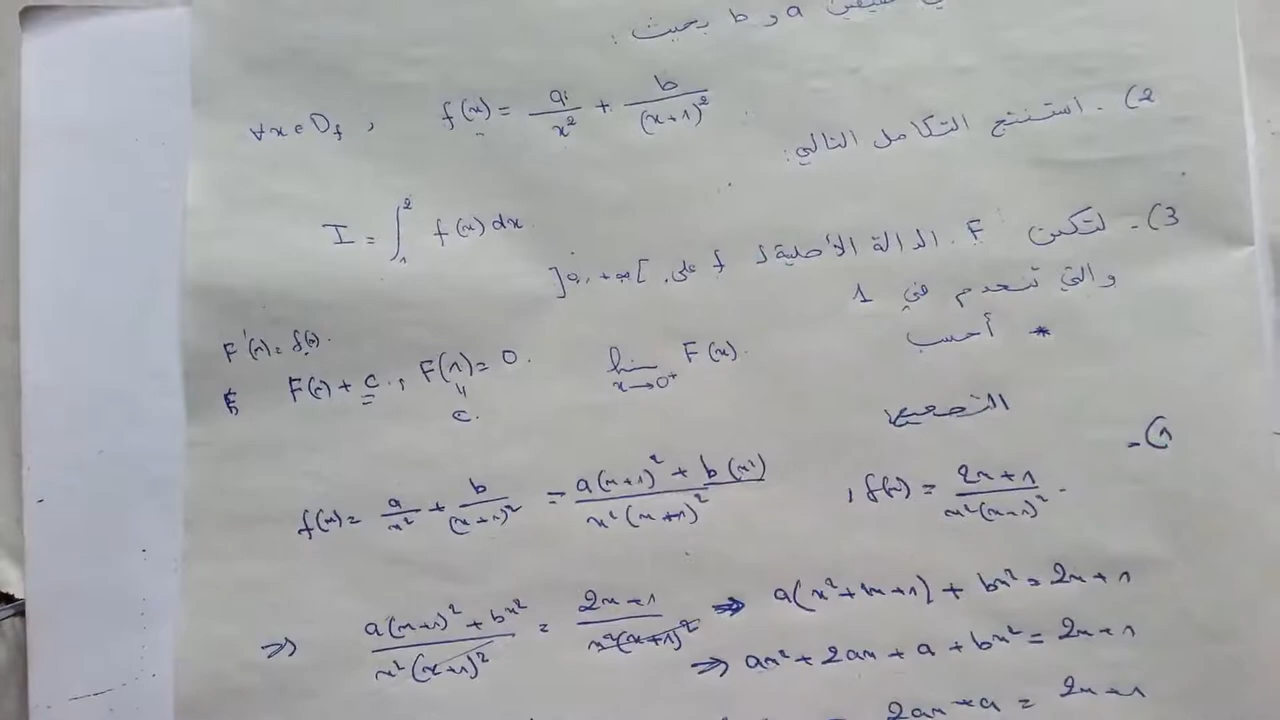 a و b بحيث :
∀x∈D_f , f(x) = a/x² + b/(x+1)²
2) - استنتج التكامل التالي:
I = ∫₁² f(x) dx
3) - لتكن F الدالة الأصلية ل f على ]0, +∞[
والتي تنعدم في 1
* أحسب
lim x→0⁺ F(x)
F'(x) = f(x).
F(x) + c , F(1) = 0.
" c.
التصحيح
1) -
f(x) = (2x+1)/(x²(x+1)²) , f(x) = a/x² + b/(x+1)² = (a(x+1)² + b(x²))/(x²(x+1)²)
⇒ (a(x+1)² + bx²)/(x²(x+1)²) = (2x+1)/(x²(x+1)²) ⇒ a(x²+2x+1) + bx² = 2x+1
⇒ ax² + 2ax + a + bx² = 2x+1
2ax + a = 2x+1